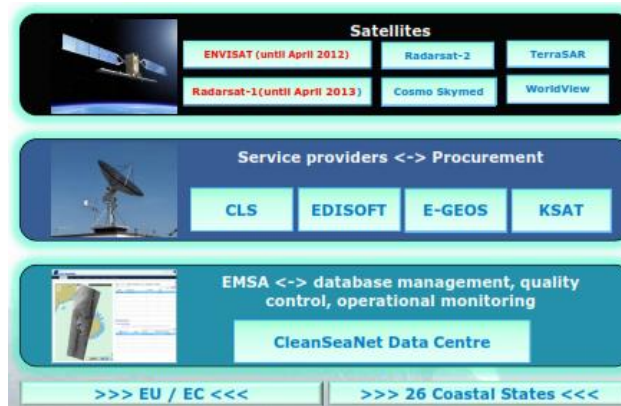 Satellites
ENVISAT (until April 2012)
Radarsat-2
TerraSAR
Radarsat-1(until April 2013)
Cosmo Skymed
WorldView
Service providers <-> Procurement
CLS
EDISOFT
E-GEOS
KSAT
EMSA <-> database management, quality
control, operational monitoring
CleanSeaNet Data Centre
>>> EU / EC <<<
>>> 26 Coastal States <<<